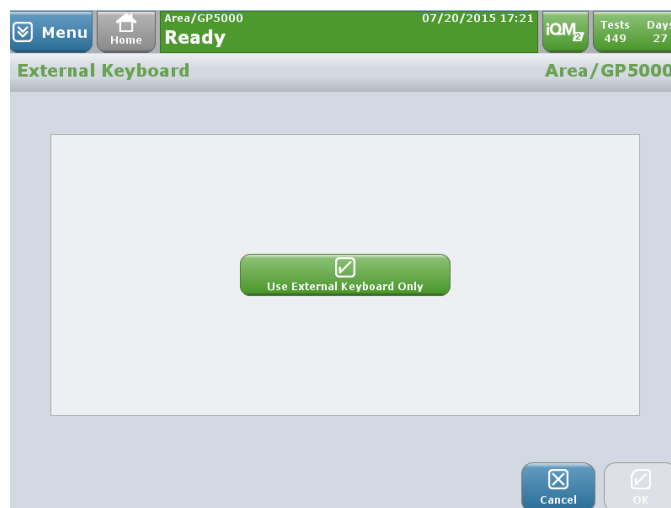 Menu
Home
Area/GP5000
07/20/2015 17:21
Ready
iQM2
Tests
449
Days
27
External Keyboard
Area/GP5000
Use External Keyboard Only
Cancel
OK